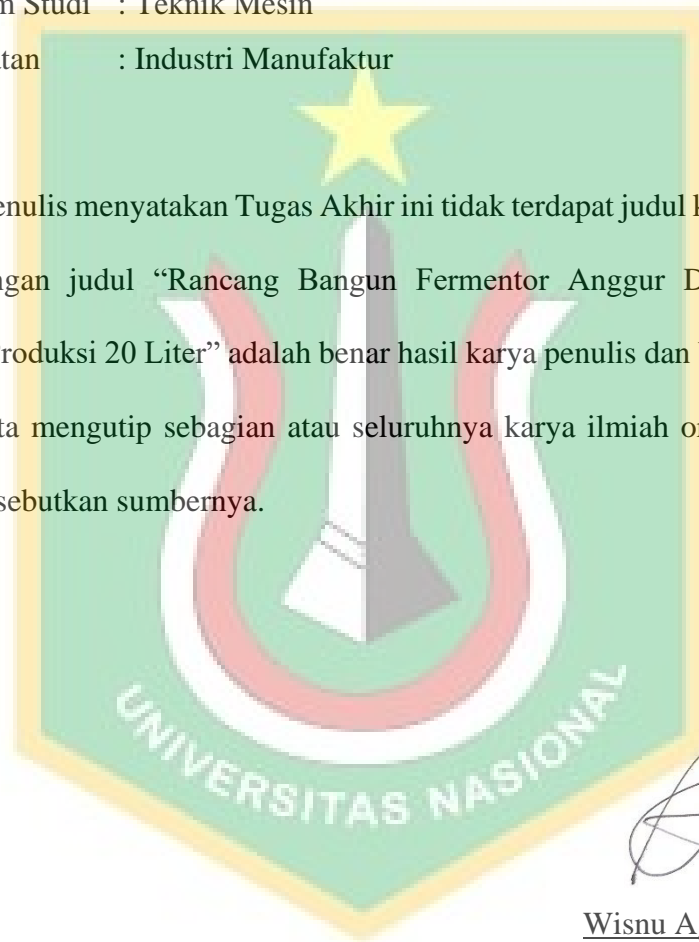 m Studi : Teknik Mesin
atan : Industri Manufaktur
enulis menyatakan Tugas Akhir ini tidak terdapat judul
ngan judul “Rancang Bangun Fermentor Anggur
roduksi 20 Liter” adalah benar hasil karya penulis dan
ta mengutip sebagian atau seluruhnya karya ilmiah
sebutkan sumbernya.
UNIVERSITAS NASIONAL
Wisnu A